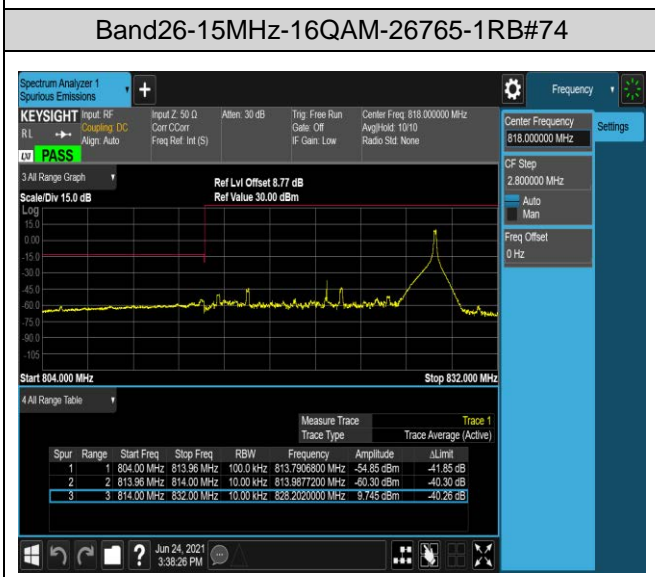 Band26-15MHz-16QAM-26765-1RB#74
Spectrum Analyzer 1
Spurious Emissions
+
Frequency
KEYSIGHT
RL
LXI
PASS
Input: RF
Coupling: DC
Align: Auto
Input Z: 50 Ω
Corr CCorr
Freq Ref: Int (S)
Atten: 30 dB
Trig: Free Run
Gate: Off
IF Gain: Low
Center Freq: 818.000000 MHz
Avg|Hold: 10/10
Radio Std: None
Center Frequency
818.000000 MHz
Settings
CF Step
2.800000 MHz
Auto
Man
Freq Offset
0 Hz
3 All Range Graph
Scale/Div 15.0 dB
Ref Lvl Offset 8.77 dB
Ref Value 30.00 dBm
Log
15.0
0.00
-15.0
-30.0
-45.0
-60.0
-75.0
-90.0
-105
Start 804.000 MHz
Stop 832.000 MHz
4 All Range Table
Measure Trace Trace 1
Trace Type Trace Average (Active)
Spur Range Start Freq Stop Freq RBW Frequency Amplitude ΔLimit
1 1 804.00 MHz 813.96 MHz 100.0 kHz 813.7906800 MHz -54.85 dBm -41.85 dB
2 2 813.96 MHz 814.00 MHz 10.00 kHz 813.9877200 MHz -60.30 dBm -40.30 dB
3 3 814.00 MHz 832.00 MHz 10.00 kHz 828.2020000 MHz 9.745 dBm -40.26 dB
?
Jun 24, 2021
3:38:26 PM